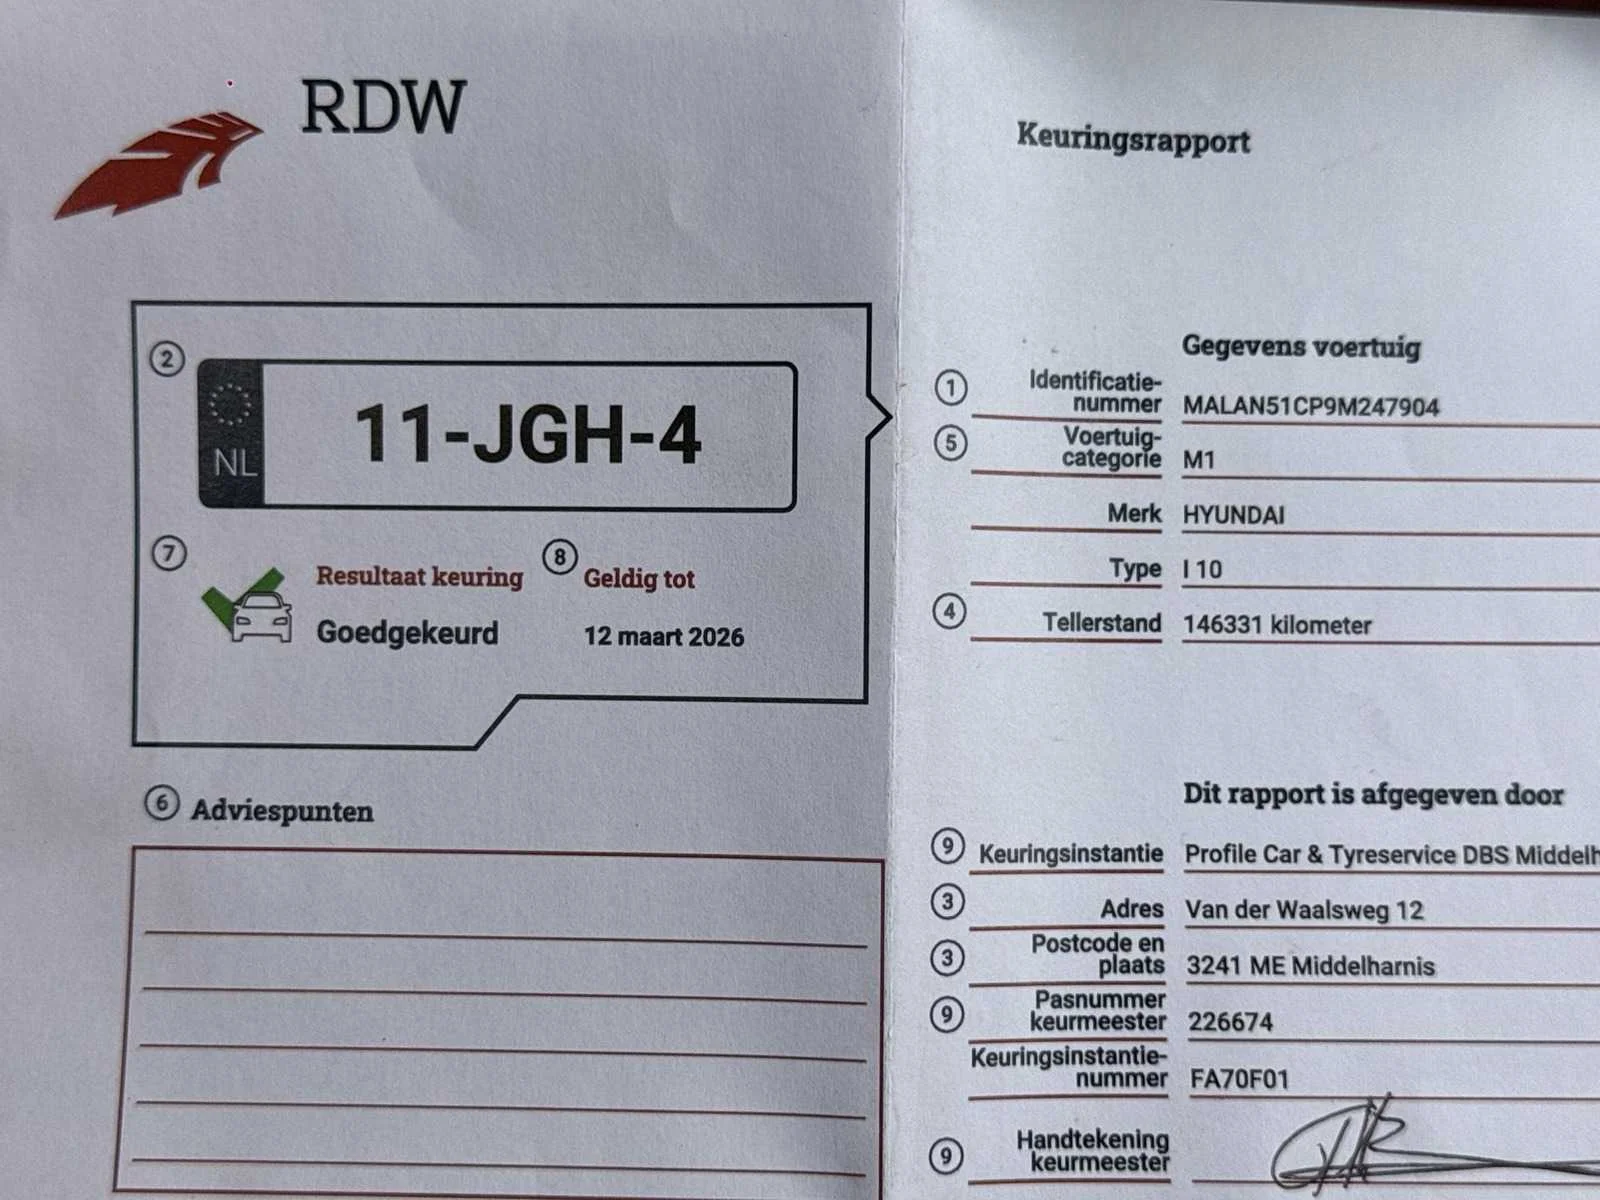 RDW
Keuringsrapport
2
NL
11-JGH-4
7
Resultaat keuring
Goedgekeurd
8
Geldig tot
12 maart 2026
6 Adviespunten
Gegevens voertuig
1 Identificatie-
nummer MALAN51CP9M247904
5 Voertuig-
categorie M1
Merk HYUNDAI
Type I 10
4 Tellerstand 146331 kilometer
Dit rapport is afgegeven door
9 Keuringsinstantie Profile Car & Tyreservice DBS Middelh
3 Adres Van der Waalsweg 12
3 Postcode en
plaats 3241 ME Middelharnis
9 Pasnummer
keurmeester 226674
Keuringsinstantie-
nummer FA70F01
9 Handtekening
keurmeester